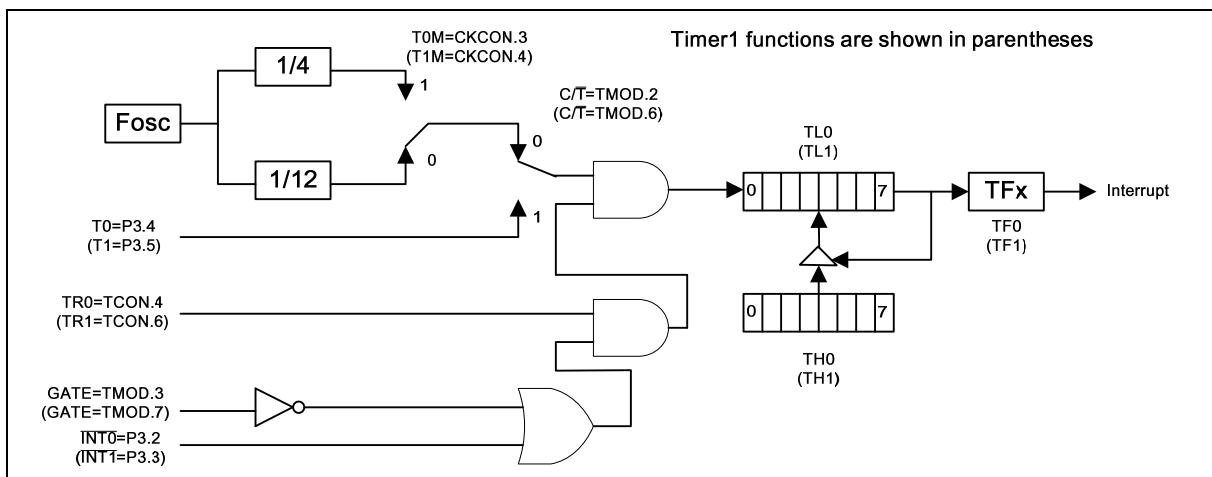 Timer1 functions are shown in parentheses
T0M=CKCON.3
(T1M=CKCON.4)
1/4
1
C/T̅=TMOD.2
(C/T̅=TMOD.6)
Fosc
0
0
1/12
TL0
(TL1)
0 7
TFx
Interrupt
TF0
(TF1)
T0=P3.4
(T1=P3.5)
1
TR0=TCON.4
(TR1=TCON.6)
0 7
TH0
(TH1)
GATE=TMOD.3
(GATE=TMOD.7)
I̅N̅T̅0̅=P3.2
(I̅N̅T̅1̅=P3.3)